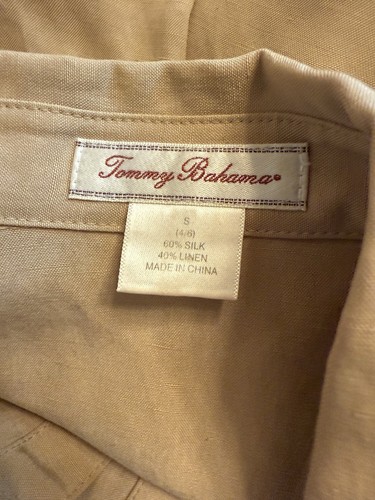 Tommy Bahama®
S
(4/6)
60% SILK
40% LINEN
MADE IN CHINA